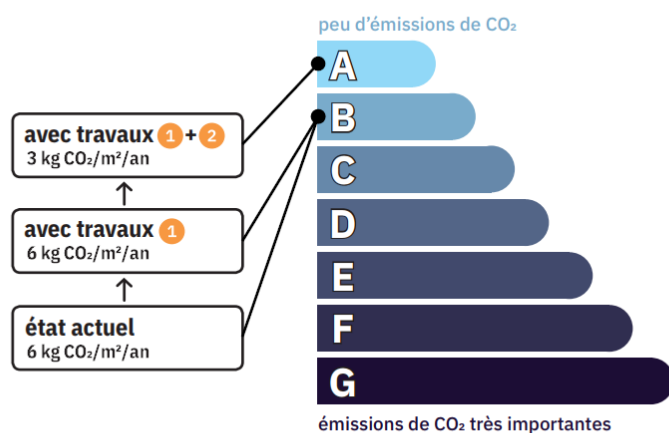 peu d'émissions de CO₂
A
avec travaux 1 + 2
3 kg CO₂/m²/an
B
C
avec travaux 1
6 kg CO₂/m²/an
D
E
état actuel
6 kg CO₂/m²/an
F
G
émissions de CO₂ très importantes